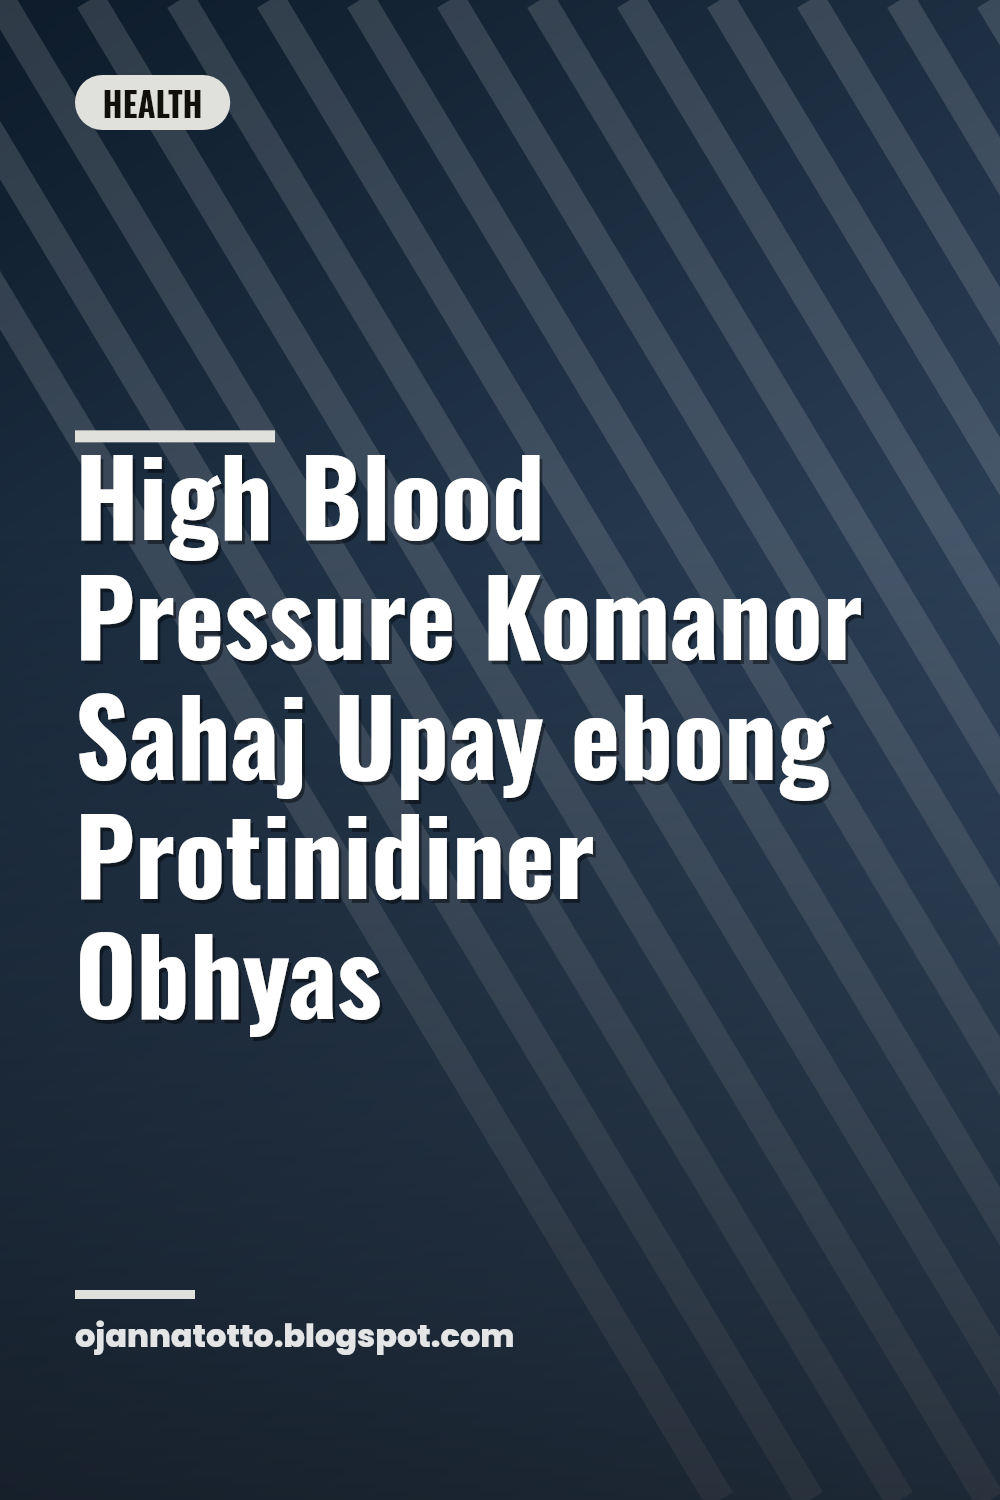 HEALTH
High Blood
Pressure Komanor
Sahaj Upay ebong
Protinidiner
Obhyas
ojannatotto.blogspot.com